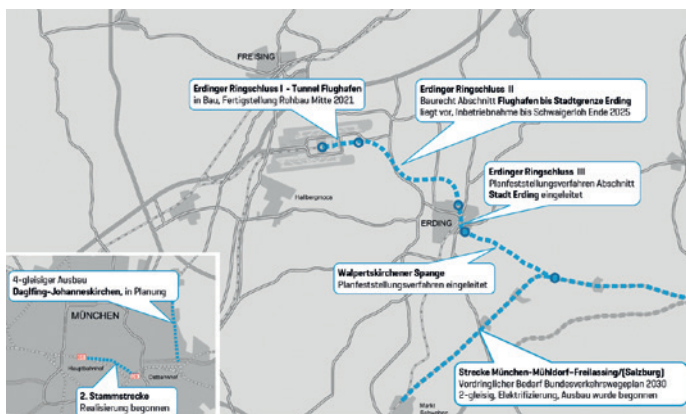 FREISING
Erdinger Ringschluss I - Tunnel Flughafen
in Bau, Fertigstellung Rohbau Mitte 2021
Erdinger Ringschluss II
Baurecht Abschnitt Flughafen bis Stadtgrenze Erding
liegt vor, Inbetriebnahme bis Schwaigerloh Ende 2025
Hallbergmoos
Erdinger Ringschluss III
Planfeststellungsverfahren Abschnitt
Stadt Erding eingeleitet
ERDING
Walpertskirchener Spange
Planfeststellungsverfahren eingeleitet
4-gleisiger Ausbau
Daglfing-Johanneskirchen, in Planung
MÜNCHEN
Hauptbahnhof
Ostbahnhof
2. Stammstrecke
Realisierung begonnen
Strecke München-Mühldorf-Freilassing/(Salzburg)
Vordringlicher Bedarf Bundesverkehrswegeplan 2030
2-gleisig, Elektrifizierung, Ausbau wurde begonnen
Markt
Schwaben